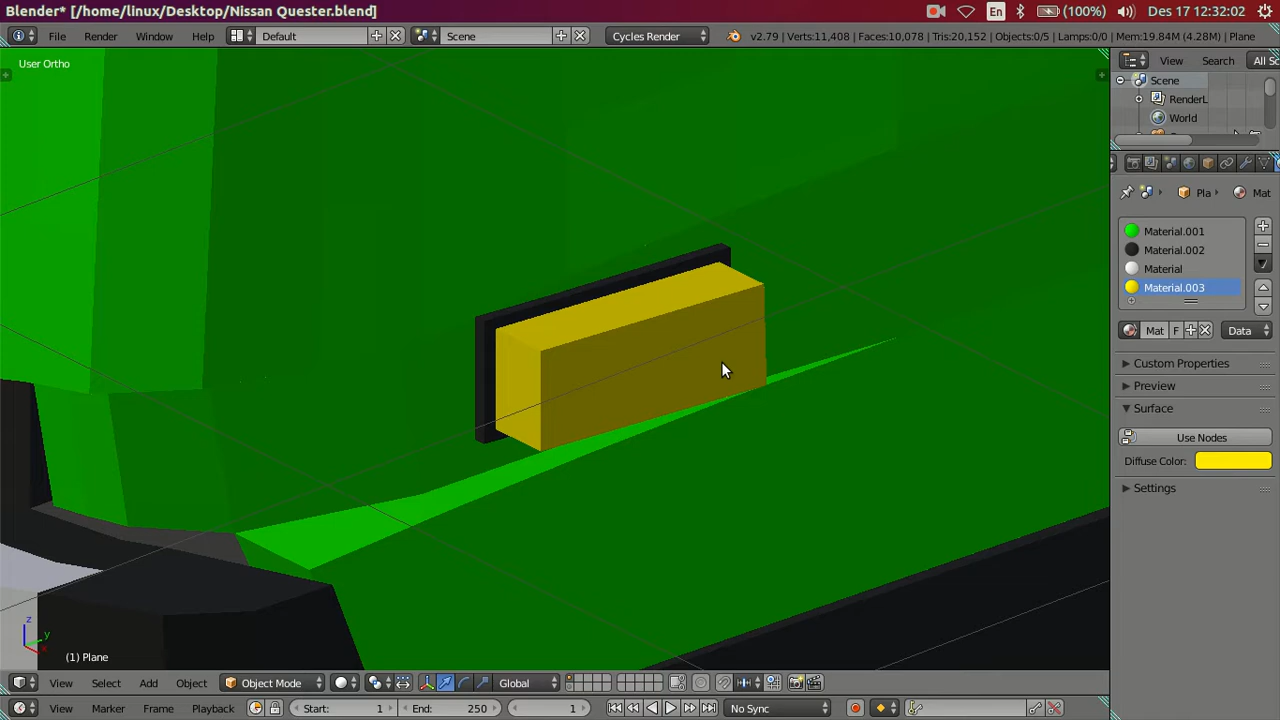 Blender* [/home/linux/Desktop/Nissan Quester.blend]
En (100%) Des 17 12:32:02
File Render Window Help Default Scene Cycles Render v2.79 | Verts:11,408 | Faces:10,078 | Tris:20,152 | Objects:0/5 | Lamps:0/0 | Mem:19.84M (4.28M) | Plane
User Ortho
View Search All Sc
Scene
RenderL
World
Pla Mat
Material.001
Material.002
Material
Material.003
Mat F Data
Custom Properties
Preview
Surface
Use Nodes
Diffuse Color:
Settings
z
y
x
(1) Plane
View Select Add Object Object Mode Global
View Marker Frame Playback Start: 1 End: 250 1 No Sync